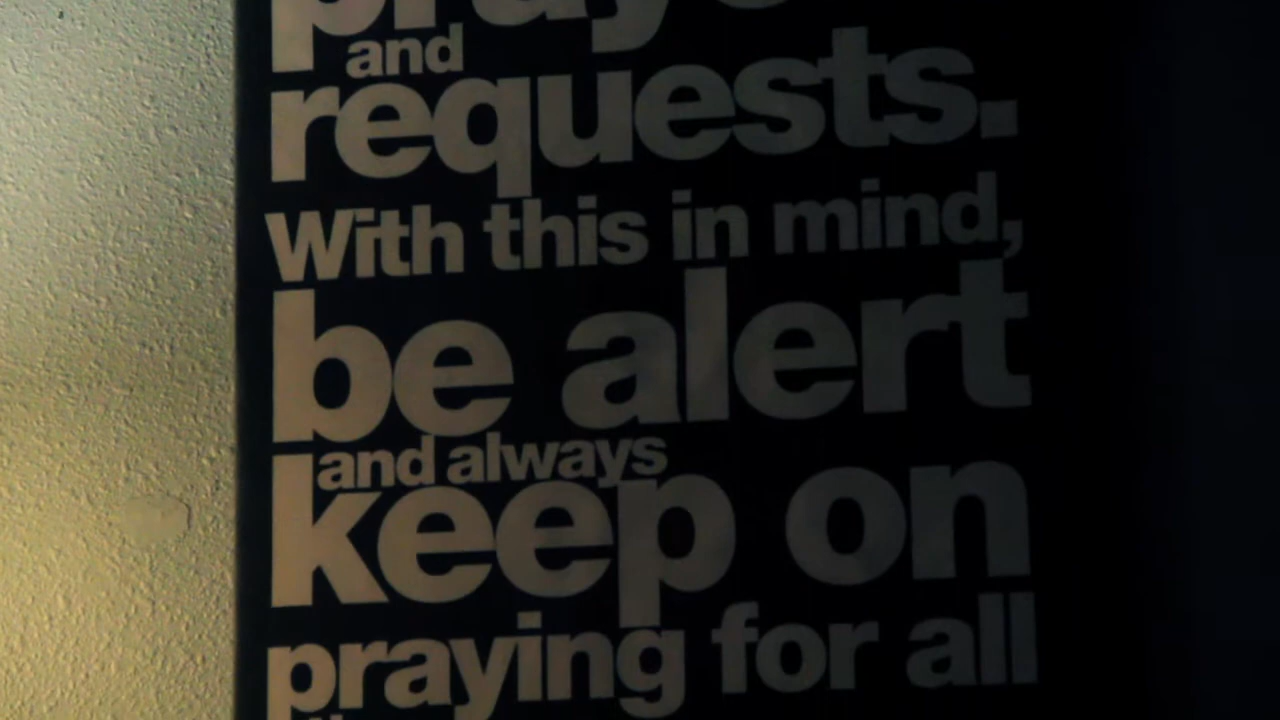 and
requests.
With this in mind,
be alert
and always
keep on
praying for all